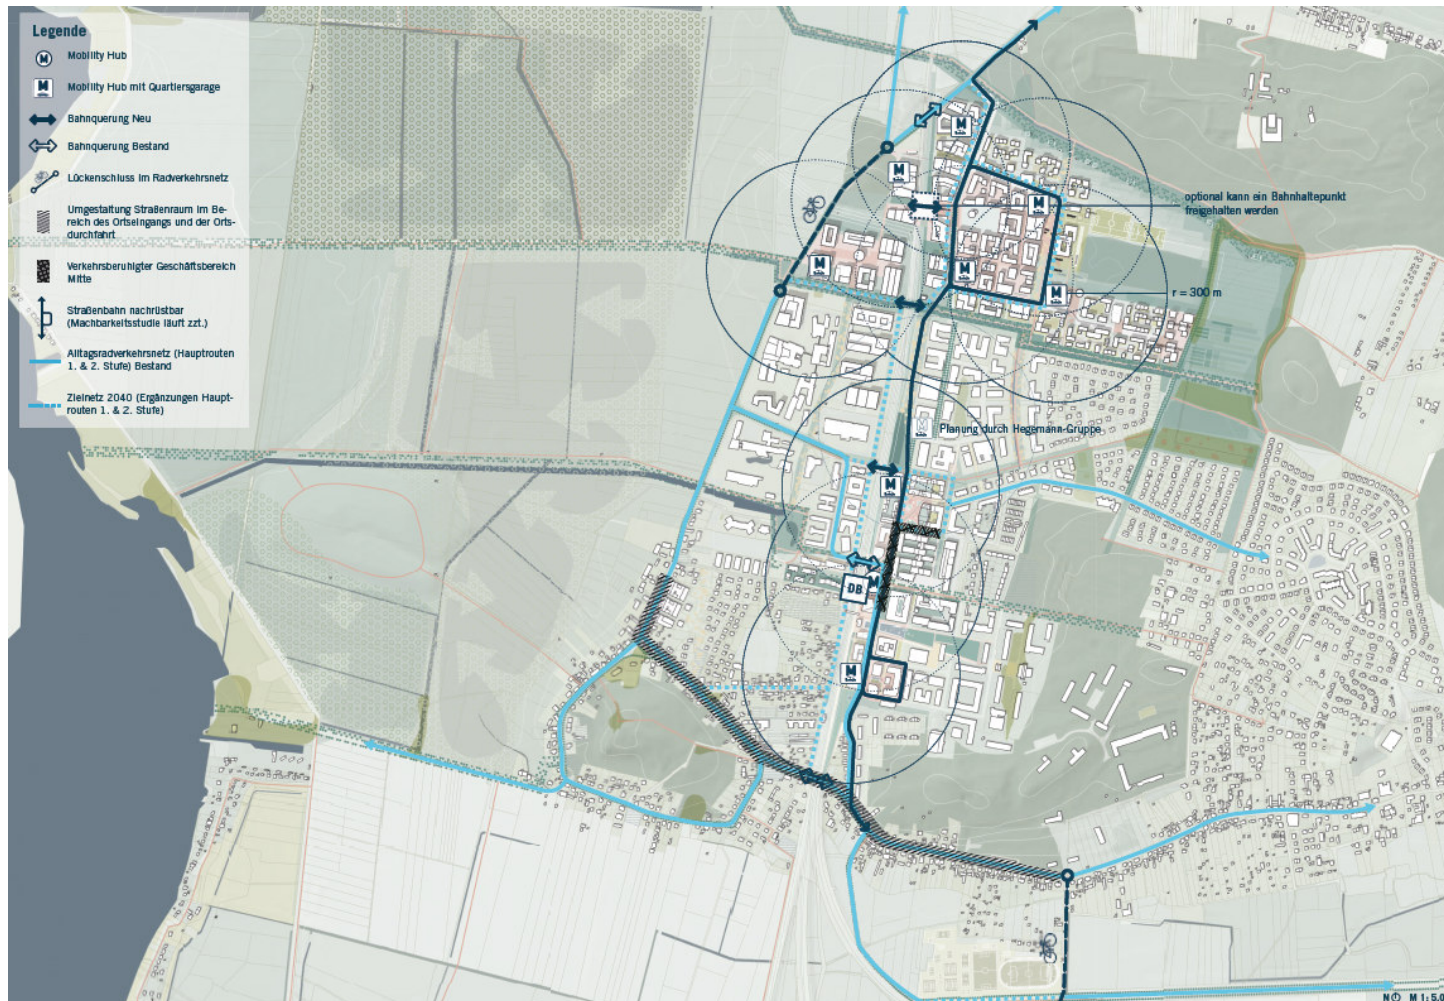 Legende
Mobility Hub
Mobility Hub mit Quartiersgarage
Bahnquerung Neu
Bahnquerung Bestand
Lückenschluss im Radverkehrsnetz
Umgestaltung Straßenraum im Be-
reich des Ortseingangs und der Orts-
durchfahrt
Verkehrsberuhigter Geschäftsbereich
Mitte
Straßenbahn nachrüstbar
(Machbarkeitsstudie läuft zzt.)
Alltagsradverkehrsnetz (Hauptrouten
1. & 2. Stufe) Bestand
Zielnetz 2040 (Ergänzungen Haupt-
routen 1. & 2. Stufe)
M
M
M
M
M
M
M
optional kann ein Bahnhaltepunkt
freigehalten werden
M
M
r = 300 m
M
Planung durch Hegemann-Gruppe
M
DB
M
M